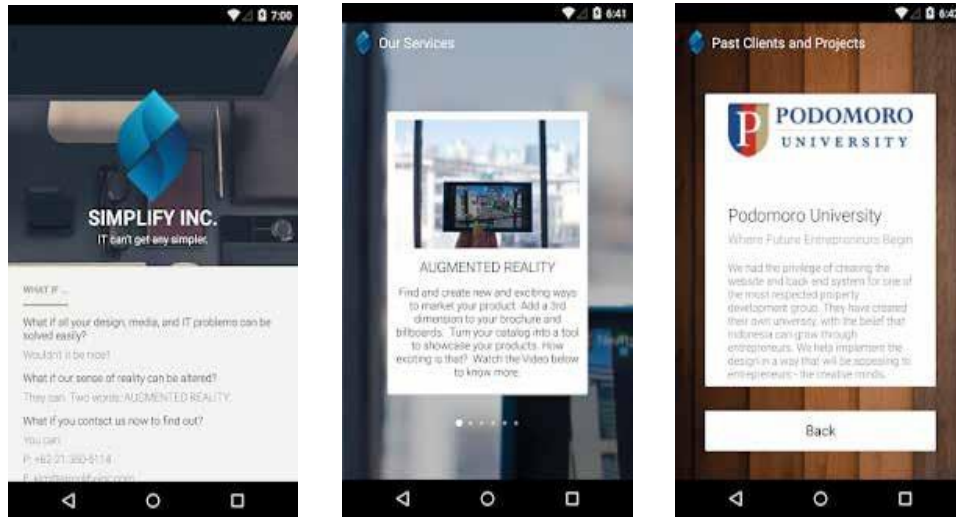 7:00
SIMPLIFY INC.
IT can't get any simpler.
WHAT IF ...
What if all your design, media, and IT problems can be
solved easily?
Wouldn't it be nice?
What if our sense of reality can be altered?
They can. Two words: AUGMENTED REALITY.
What if you contact us now to find out?
You can.
P: +62-21-350-5114
6:41
Our Services
AUGMENTED REALITY
Find and create new and exciting ways
to market your product. Add a 3rd
dimension to your brochure and
billboards. Turn your catalog into a tool
to showcase your products. How
exciting is that? Watch the Video below
to know more.
6:42
Past Clients and Projects
PODOMORO
UNIVERSITY
Podomoro University
Where Future Entrepreneurs Begin
We had the privilege of creating the
website and back end system for one of
the most respected property
development group. They have created
their own university, with the belief that
Indonesia can grow through
entrepreneurs. We help implement the
design in a way that will be appealing to
entrepreneurs - the creative minds.
Back